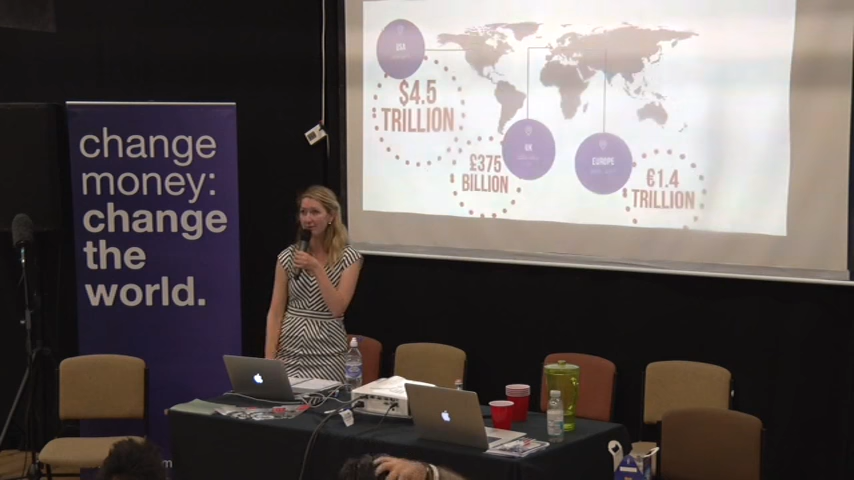 change
money:
change
the
world.
USA
$4.5
TRILLION
UK
£375
BILLION
EUROPE
€1.4
TRILLION